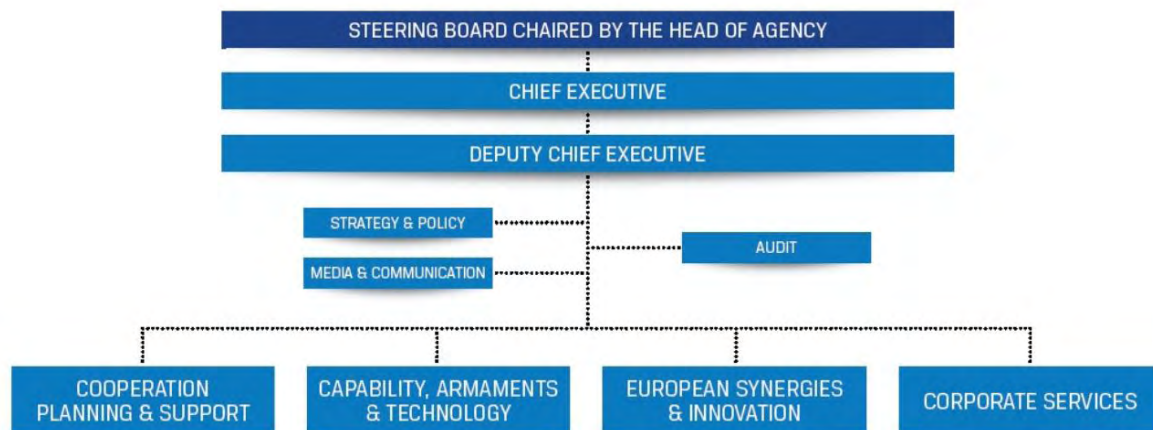 STEERING BOARD CHAIRED BY THE HEAD OF AGENCY
CHIEF EXECUTIVE
DEPUTY CHIEF EXECUTIVE
STRATEGY & POLICY
AUDIT
MEDIA & COMMUNICATION
COOPERATION
PLANNING & SUPPORT
CAPABILITY, ARMAMENTS
& TECHNOLOGY
EUROPEAN SYNERGIES
& INNOVATION
CORPORATE SERVICES